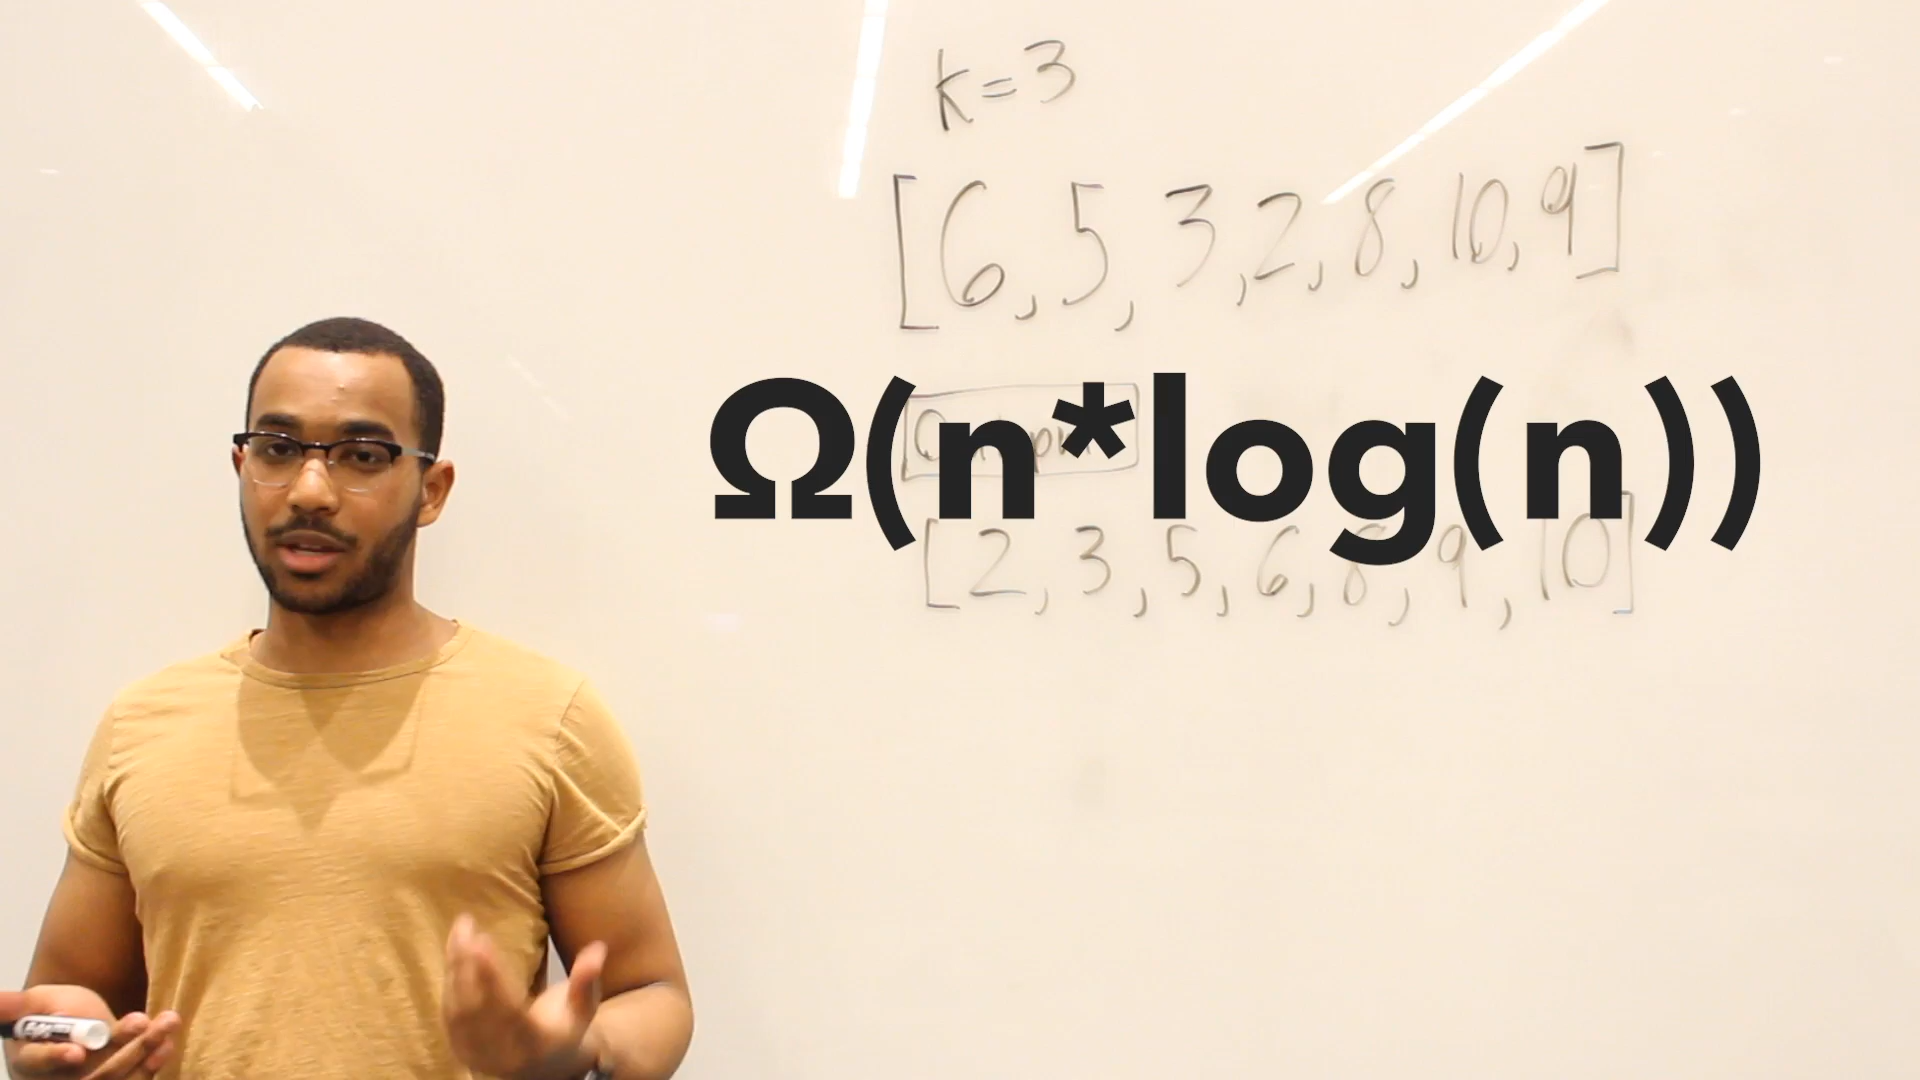 k=3
[6, 5, 3, 2, 8, 10, 9]
Ω(n*log(n))
[2, 3, 5, 6, 8, 9, 10]